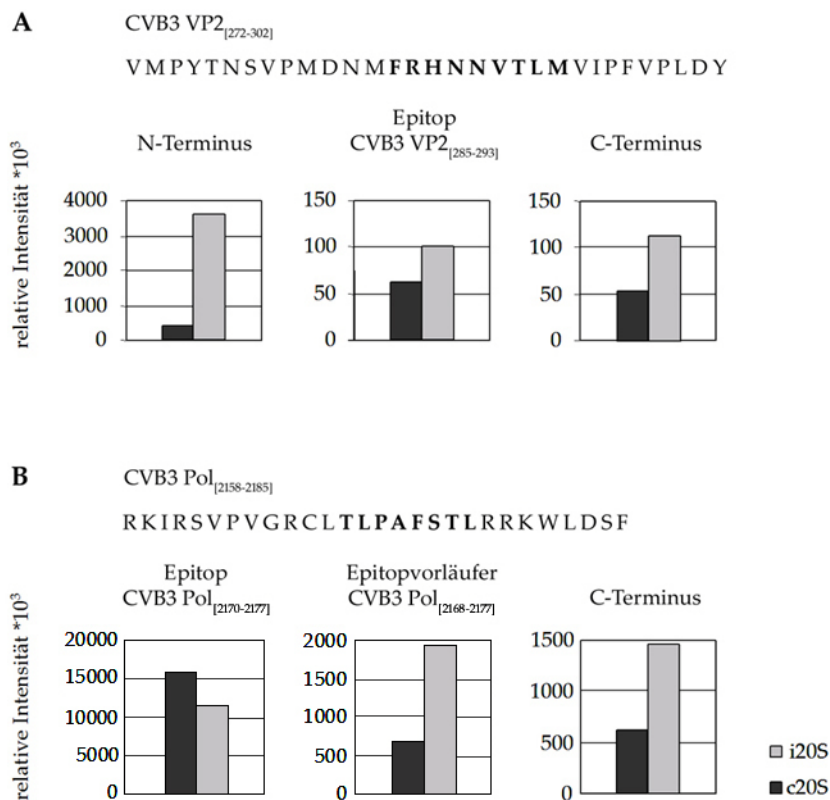 A
CVB3 VP2[272-302]
VMPYTNSVPMDNMFRHNNVTLMVIPFVPLDY
relative Intensität *10³
N-Terminus
4000
3000
2000
1000
0
Epitop
CVB3 VP2[285-293]
150
100
50
0
C-Terminus
150
100
50
0
B
CVB3 Pol[2158-2185]
RKIRSVPVGRCLTLPAFSTLRRKWLDSF
relative Intensität *10³
Epitop
CVB3 Pol[2170-2177]
20000
15000
10000
5000
0
Epitopvorläufer
CVB3 Pol[2168-2177]
2000
1500
1000
500
0
C-Terminus
1500
1000
500
0
i20S
c20S